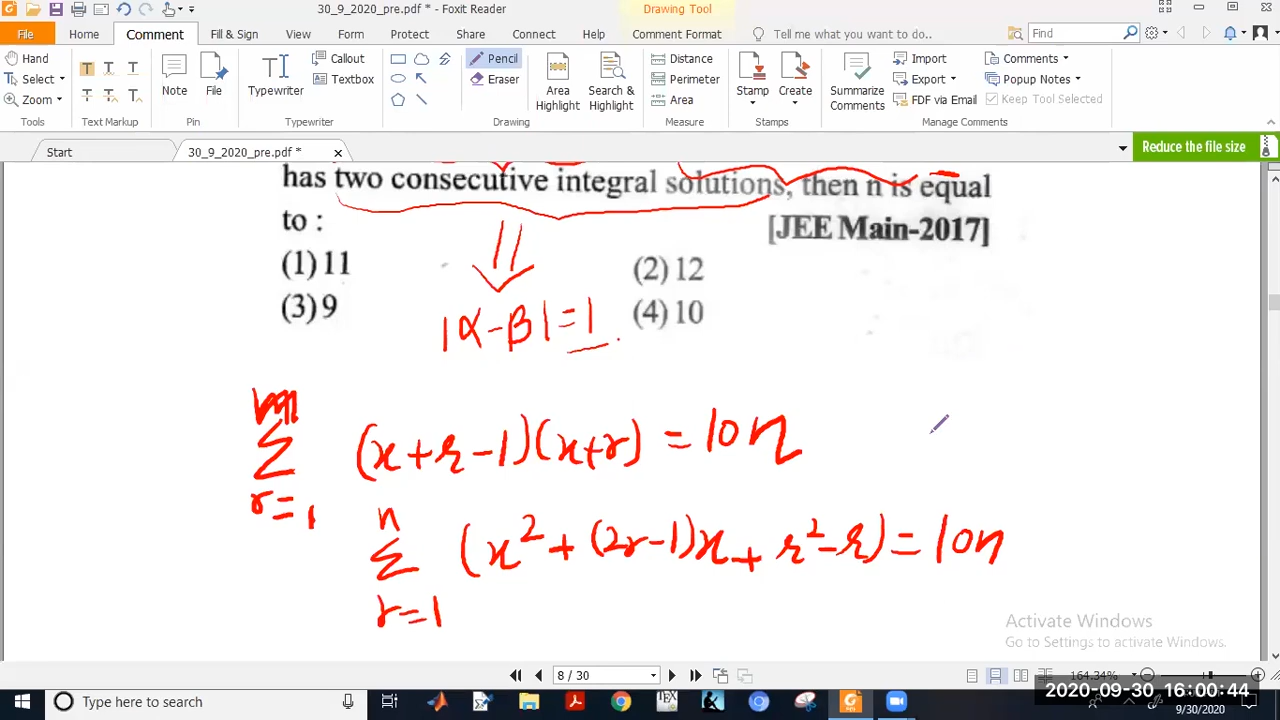 30_9_2020_pre.pdf * - Foxit Reader
Drawing Tool
File Home Comment Fill & Sign View Form Protect Share Connect Help Comment Format Tell me what you want to do.. Find
Hand
Select
Zoom
Tools
Text Markup
Note
File
Pin
Typewriter
Callout
Textbox
Typewriter
Pencil
Eraser
Drawing
Area Highlight
Search & Highlight
Distance
Perimeter
Area
Measure
Stamp
Create
Stamps
Summarize Comments
Import
Export
FDF via Email
Comments
Popup Notes
Keep Tool Selected
Manage Comments
Start
30_9_2020_pre.pdf *
Reduce the file size
has two consecutive integral solutions, then n is equal
to :
[JEE Main-2017]
(1) 11
(2) 12
(3) 9
(4) 10
|α-β|=1
∑ r=1 (x+r-1)(x+r) = 10n
n ∑ r=1 (x²+(2r-1)x+r²-r)=10n
Activate Windows
Go to Settings to activate Windows.
8 / 30
164.34%
2020-09-30 16:00:44
Type here to search
9/30/2020